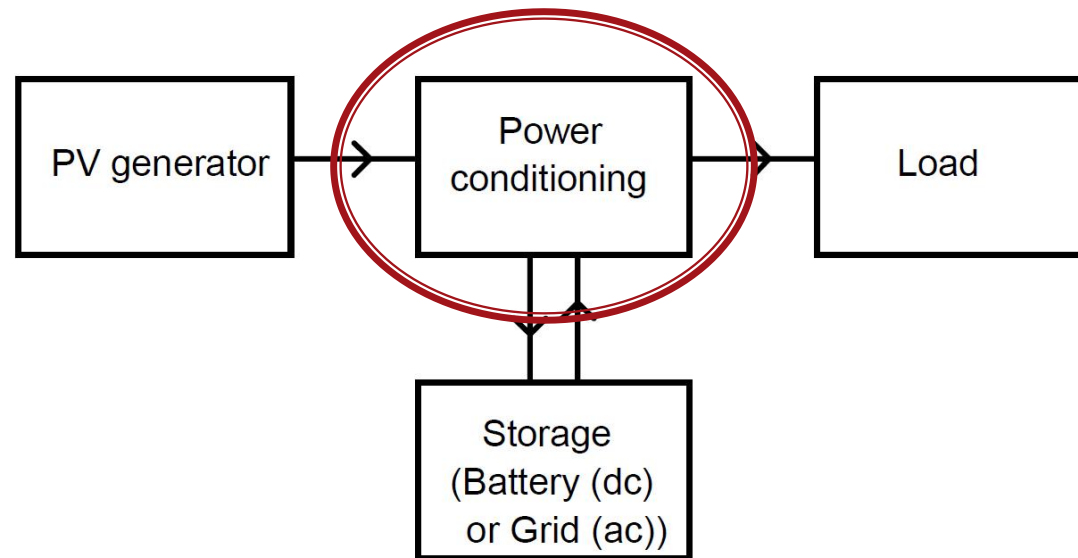 PV generator
Power
conditioning
Load
Storage
(Battery (dc)
or Grid (ac))